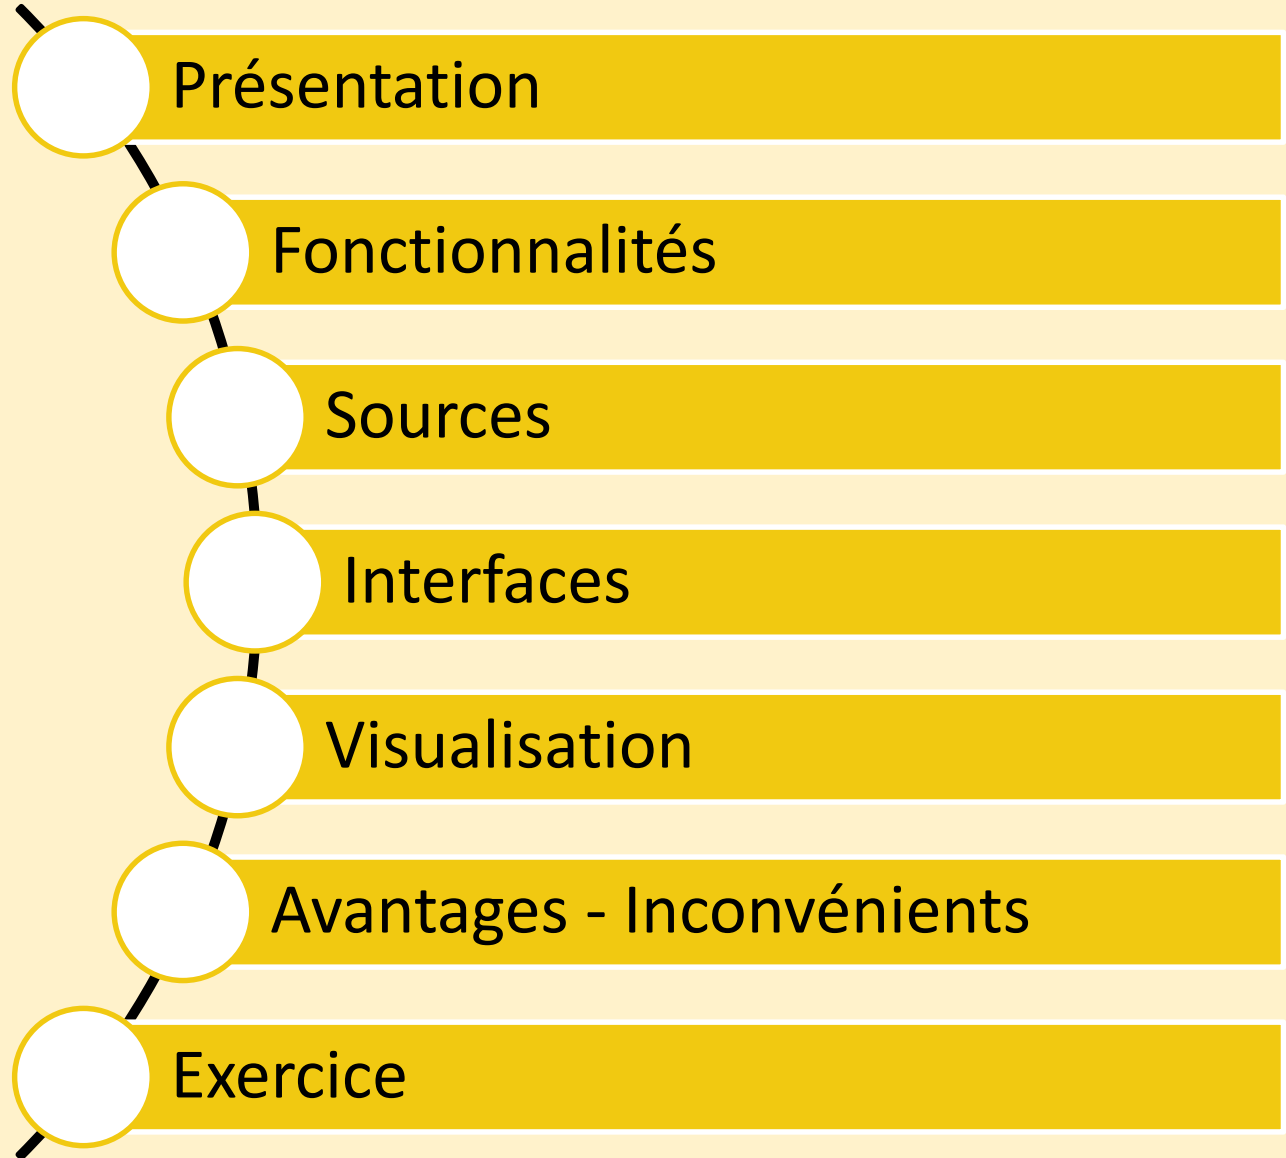 Présentation
Fonctionnalités
Sources
Interfaces
Visualisation
Avantages - Inconvénients
Exercice